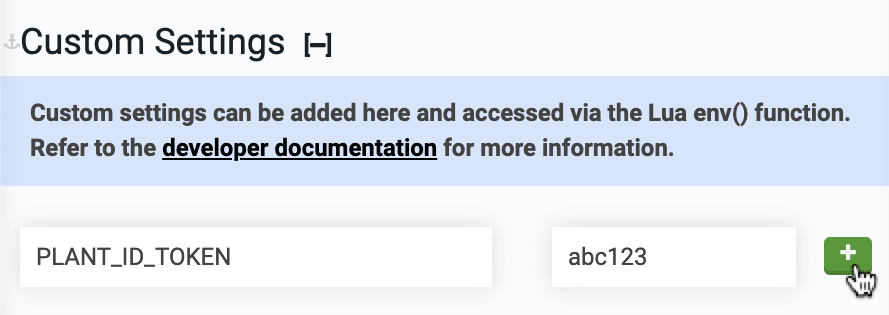 Custom Settings [–]
Custom settings can be added here and accessed via the Lua env() function.
Refer to the developer documentation for more information.
PLANT_ID_TOKEN abc123 +